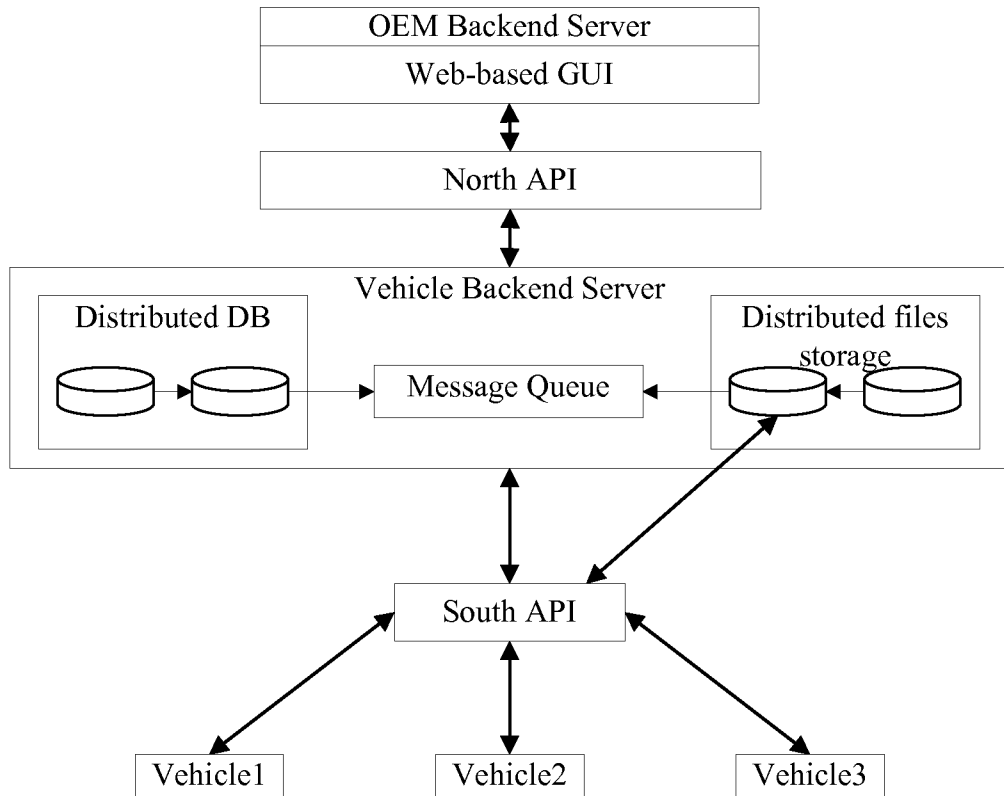 OEM Backend Server
Web-based GUI
North API
Vehicle Backend Server
Distributed DB
Distributed files
storage
Message Queue
South API
Vehicle1
Vehicle2
Vehicle3